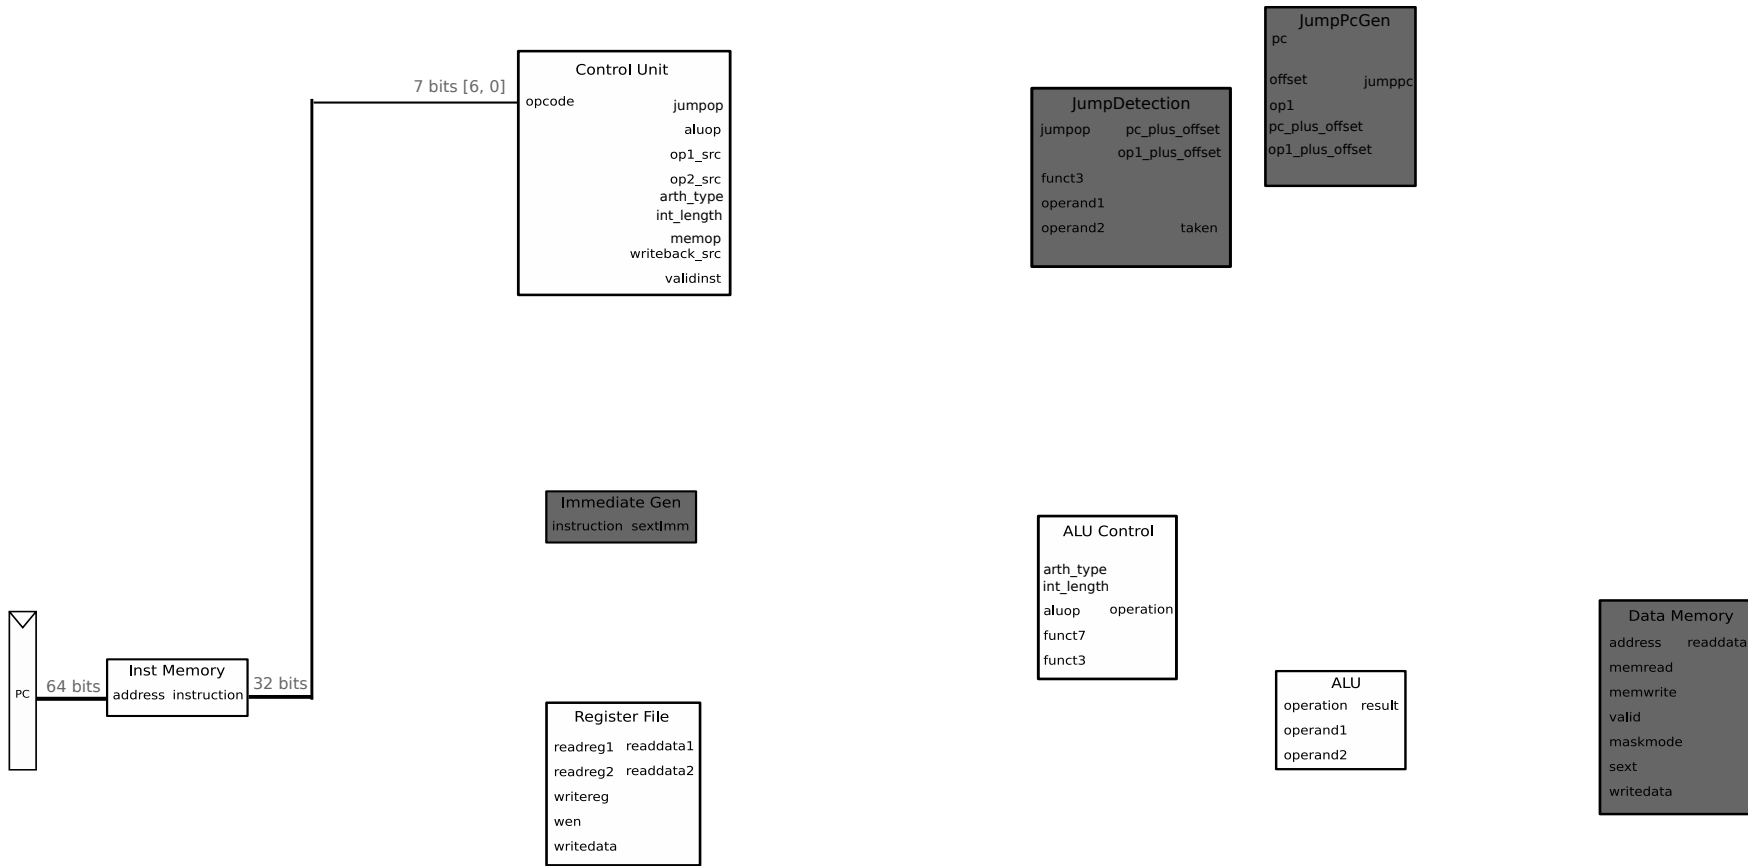 JumpPcGen
pc
offset
jumppc
op1
pc_plus_offset
op1_plus_offset
Control Unit
7 bits [6, 0]
opcode
jumpop
aluop
op1_src
op2_src
arth_type
int_length
memop
writeback_src
validinst
JumpDetection
jumpop pc_plus_offset
op1_plus_offset
funct3
operand1
operand2 taken
Immediate Gen
instruction sextImm
ALU Control
arth_type
int_length
aluop operation
funct7
funct3
PC
64 bits
Inst Memory
address instruction
32 bits
Register File
readreg1 readdata1
readreg2 readdata2
writereg
wen
writedata
ALU
operation result
operand1
operand2
Data Memory
address readdata
memread
memwrite
valid
maskmode
sext
writedata